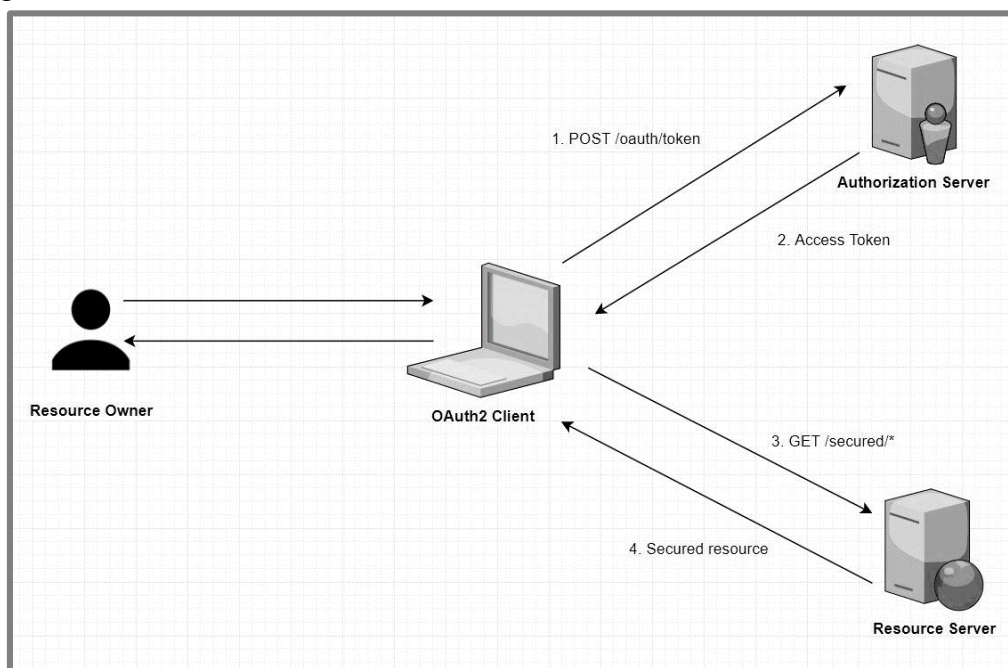 1. POST /oauth/token
Authorization Server
2. Access Token
Resource Owner
OAuth2 Client
3. GET /secured/*
4. Secured resource
Resource Server